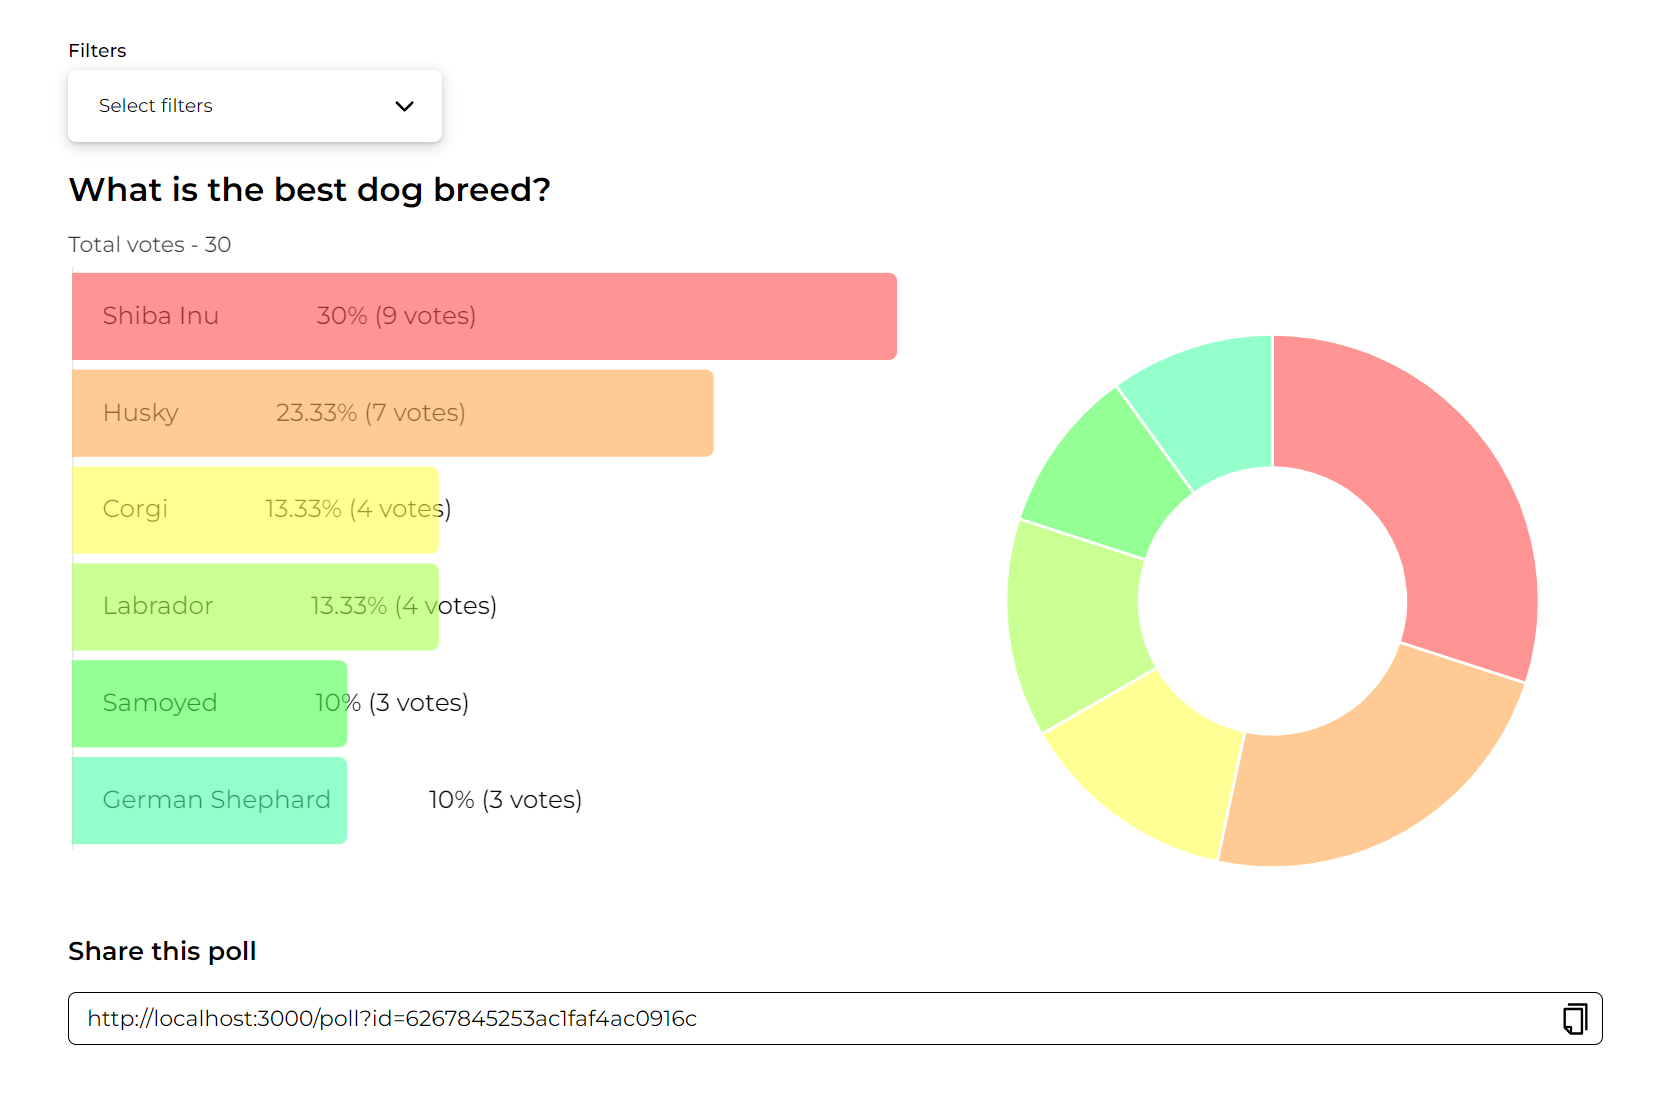 Filters
Select filters
What is the best dog breed?
Total votes - 30
Shiba Inu 30% (9 votes)
Husky 23.33% (7 votes)
Corgi 13.33% (4 votes)
Labrador 13.33% (4 votes)
Samoyed 10% (3 votes)
German Shephard 10% (3 votes)
Share this poll
http://localhost:3000/poll?id=6267845253ac1faf4ac0916c